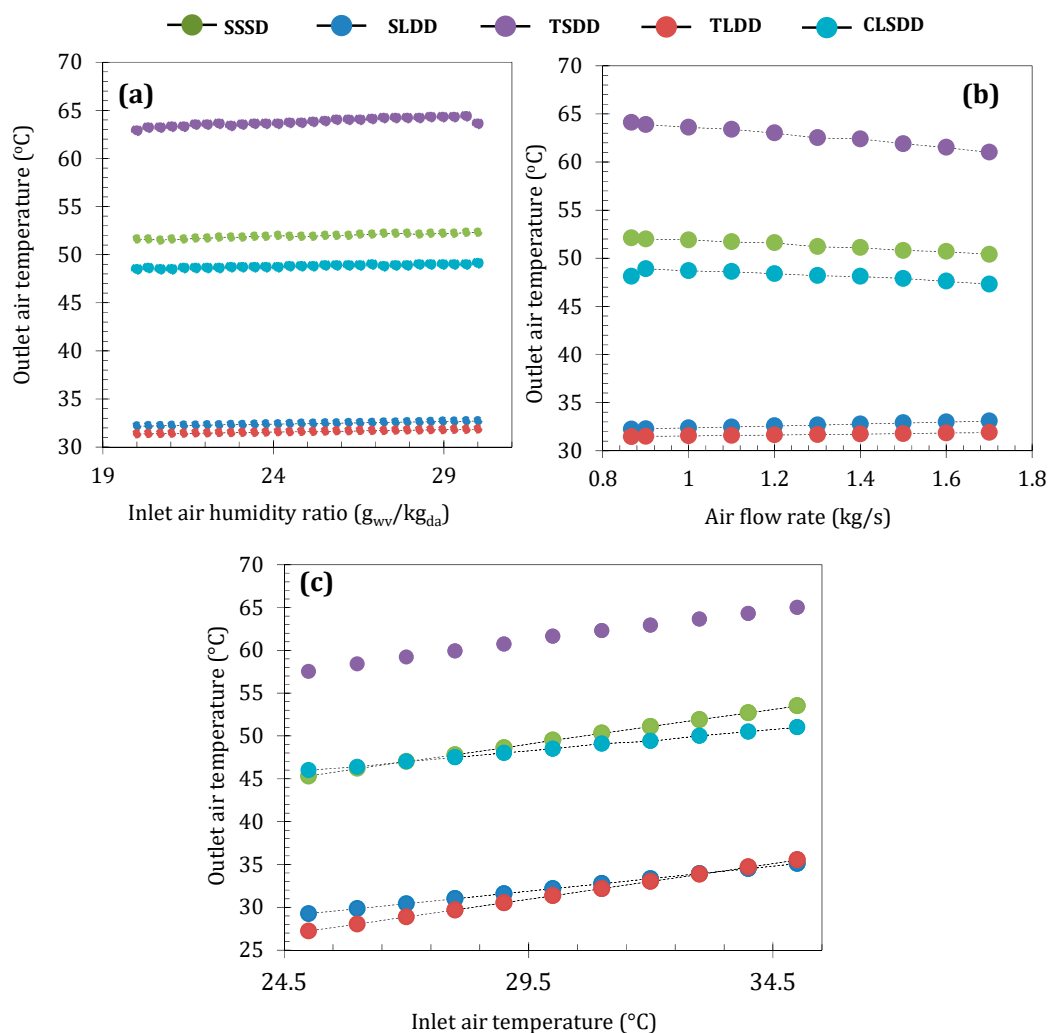 SSSD SLDD TSDD TLDD CLSDD
(a)
Outlet air temperature (°C)
70
65
60
55
50
45
40
35
30
19 24 29
Inlet air humidity ratio (gwv/kgda)
(b)
Outlet air temperature (°C)
70
65
60
55
50
45
40
35
30
0.8 1 1.2 1.4 1.6 1.8
Air flow rate (kg/s)
(c)
Outlet air temperature (°C)
70
65
60
55
50
45
40
35
30
25
24.5 29.5 34.5
Inlet air temperature (°C)